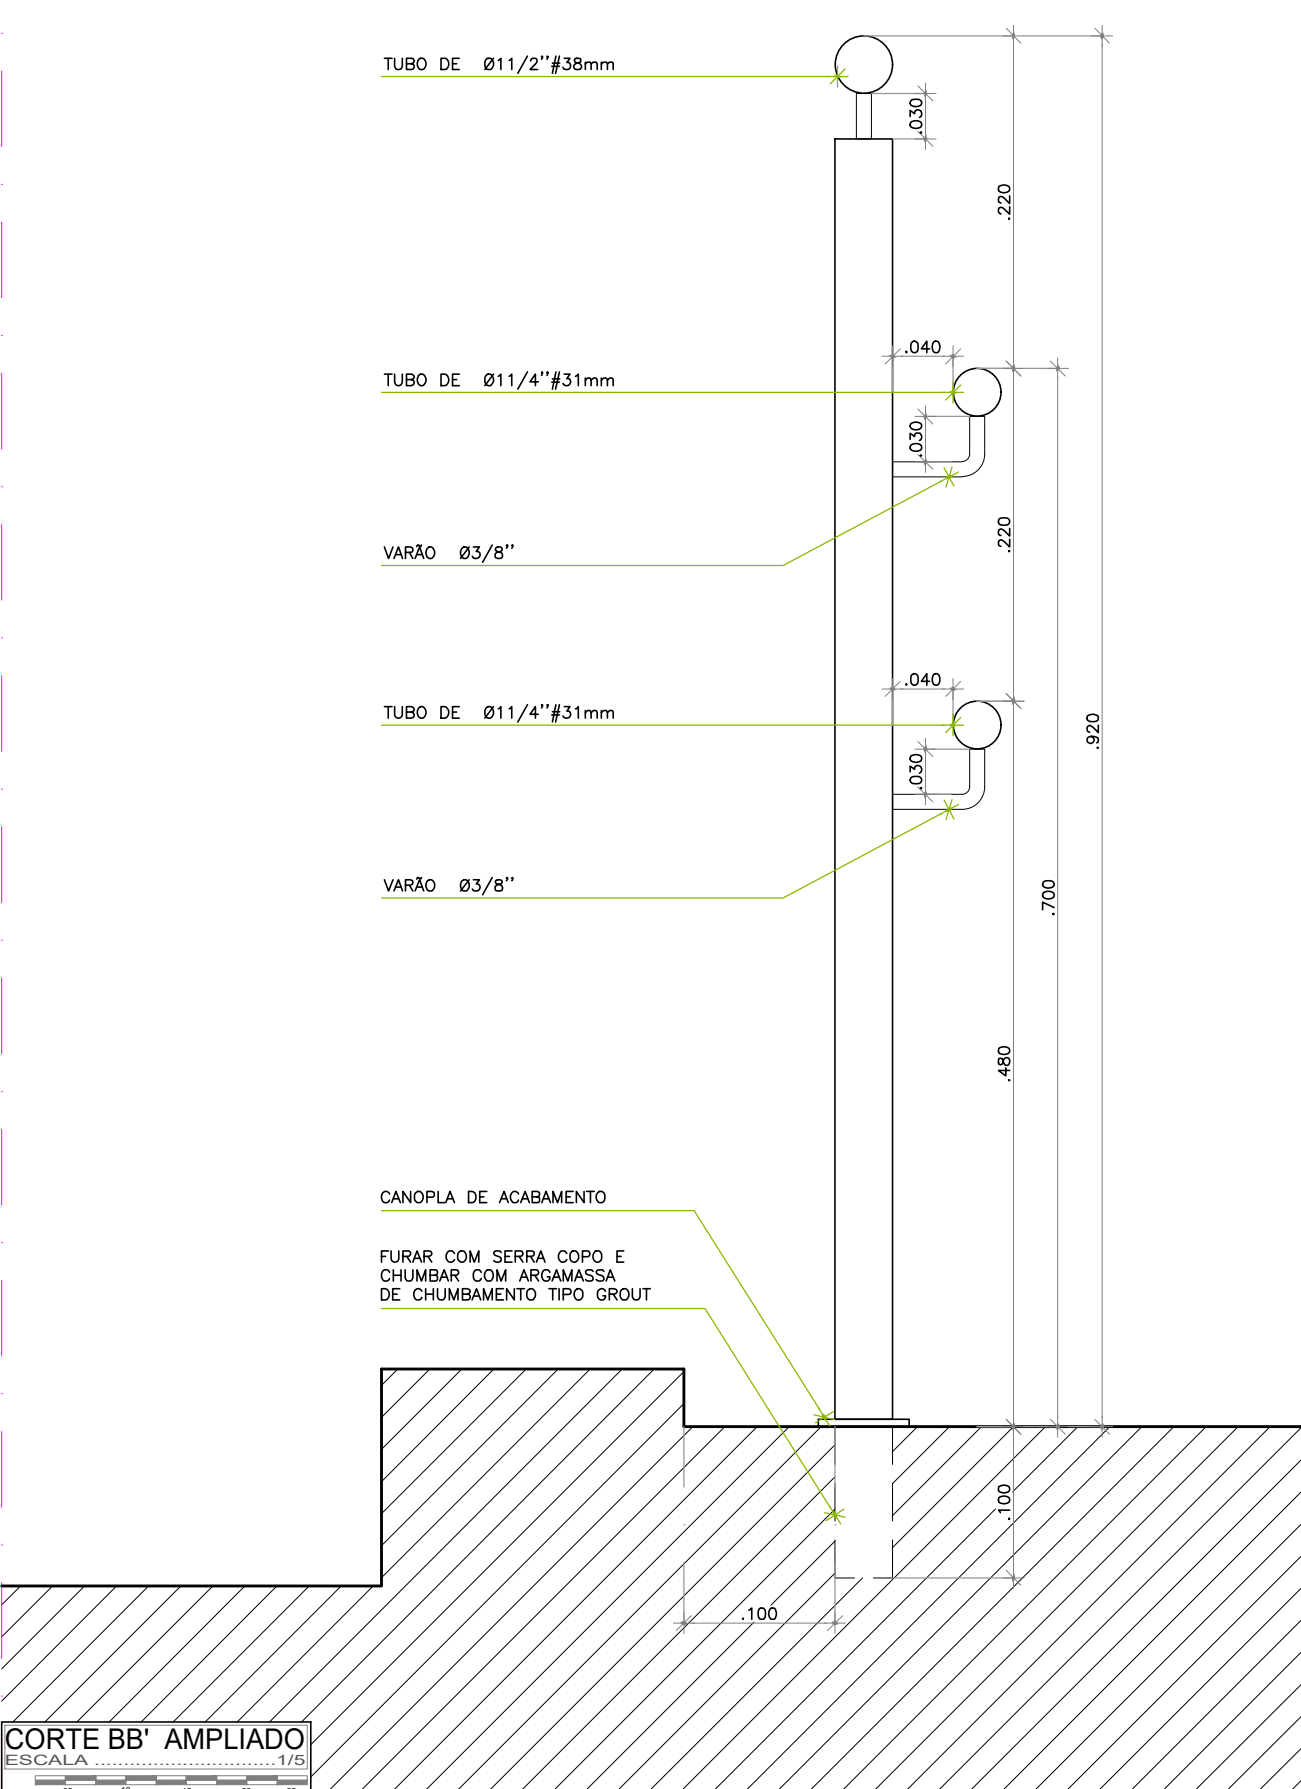 TUBO DE Ø11/2''#38mm
.030
.220
.040
TUBO DE Ø11/4''#31mm
.030
.220
VARÃO Ø3/8''
.040
TUBO DE Ø11/4''#31mm
.920
.030
VARÃO Ø3/8''
.700
.480
CANOPLA DE ACABAMENTO
FURAR COM SERRA COPO E
CHUMBAR COM ARGAMASSA
DE CHUMBAMENTO TIPO GROUT
.100
.100
CORTE BB' AMPLIADO
ESCALA ..............................1/5